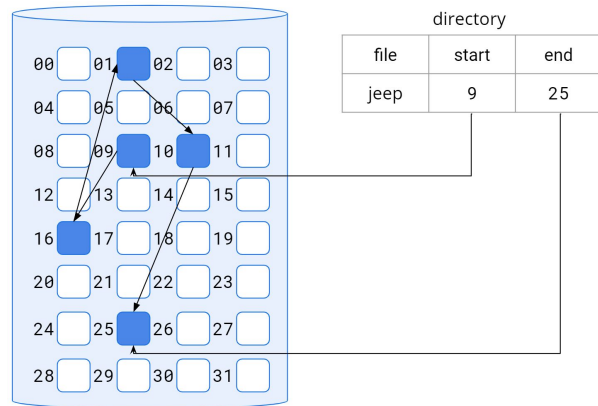 directory
file start end
jeep 9 25
00 01 02 03
04 05 06 07
08 09 10 11
12 13 14 15
16 17 18 19
20 21 22 23
24 25 26 27
28 29 30 31